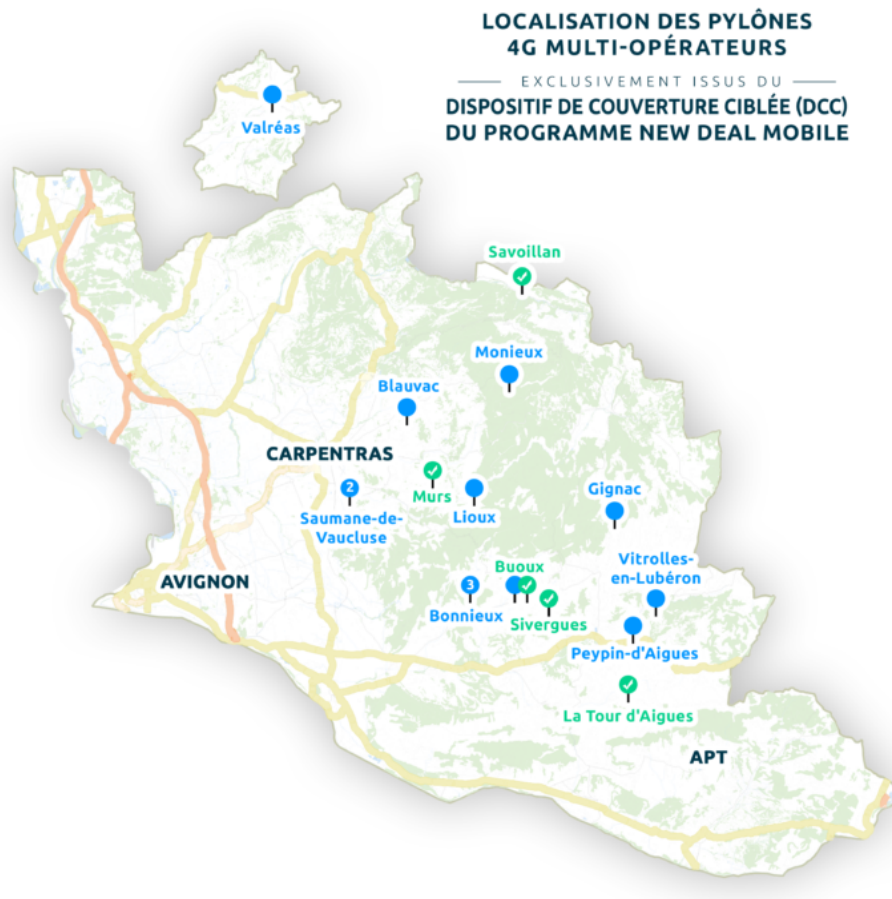 LOCALISATION DES PYLÔNES
4G MULTI-OPÉRATEURS
EXCLUSIVEMENT ISSUS DU
DISPOSITIF DE COUVERTURE CIBLÉE (DCC)
DU PROGRAMME NEW DEAL MOBILE
Valréas
Savoillan
Monieux
Blauvac
CARPENTRAS
Murs
2
Saumane-de-
Vaucluse
Lioux
Gignac
Vitrolles-
en-Lubéron
Buoux
AVIGNON
3
Bonnieux
Sivergues
Peypin-d'Aigues
La Tour d'Aigues
APT